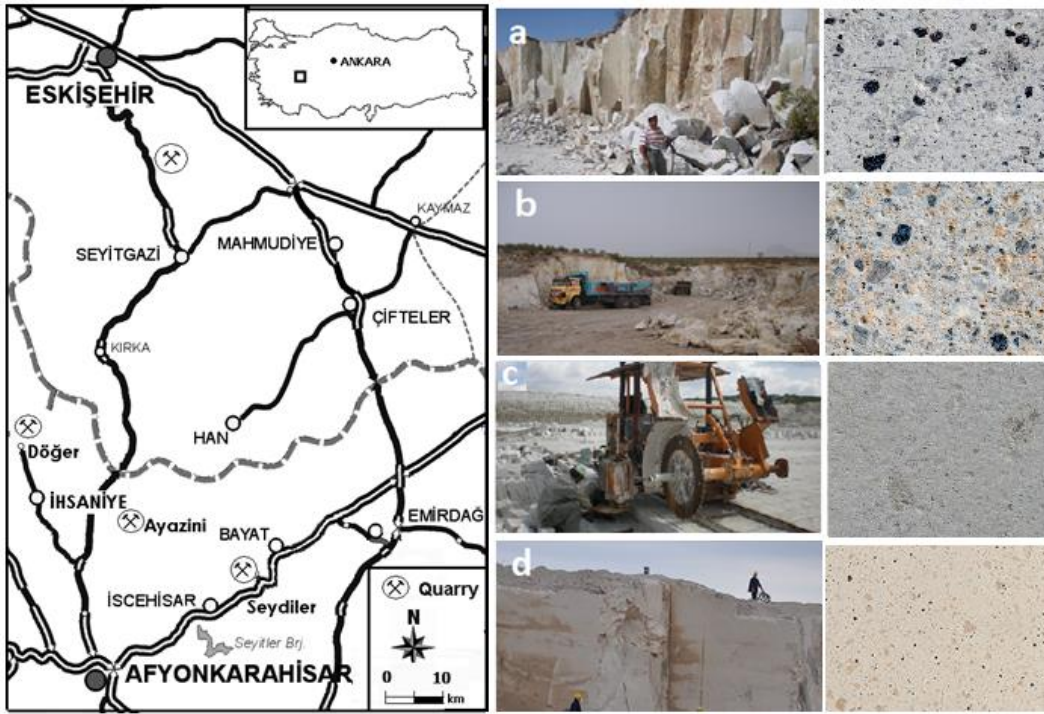 ANKARA
ESKİŞEHİR
KAYMAZ
MAHMUDİYE
SEYİTGAZİ
ÇİFTELER
KIRKA
HAN
Döğer
İHSANİYE
Ayazini
EMİRDAĞ
BAYAT
İSCEHİSAR
Seydiler
Seyitler Brj.
AFYONKARAHİSAR
Quarry
N
0 10
km
a
b
c
d